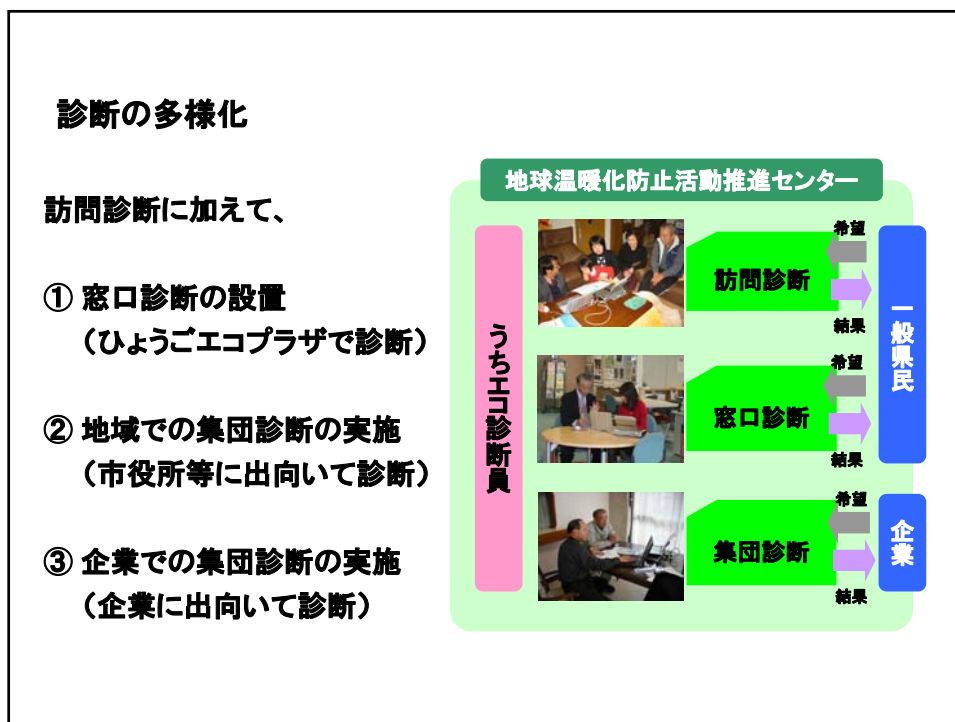 診断の多様化
訪問診断に加えて、
① 窓口診断の設置
（ひょうごエコプラザで診断）
② 地域での集団診断の実施
（市役所等に出向いて診断）
③ 企業での集団診断の実施
（企業に出向いて診断）
地球温暖化防止活動推進センター
うちエコ診断員
訪問診断
希望
結果
窓口診断
希望
結果
集団診断
希望
結果
一般県民
企業